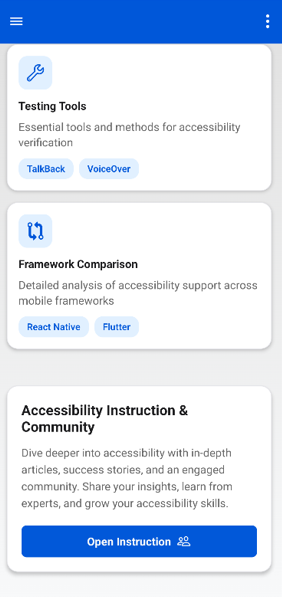 Testing Tools
Essential tools and methods for accessibility
verification
TalkBack
VoiceOver
Framework Comparison
Detailed analysis of accessibility support across
mobile frameworks
React Native
Flutter
Accessibility Instruction &
Community
Dive deeper into accessibility with in-depth
articles, success stories, and an engaged
community. Share your insights, learn from
experts, and grow your accessibility skills.
Open Instruction